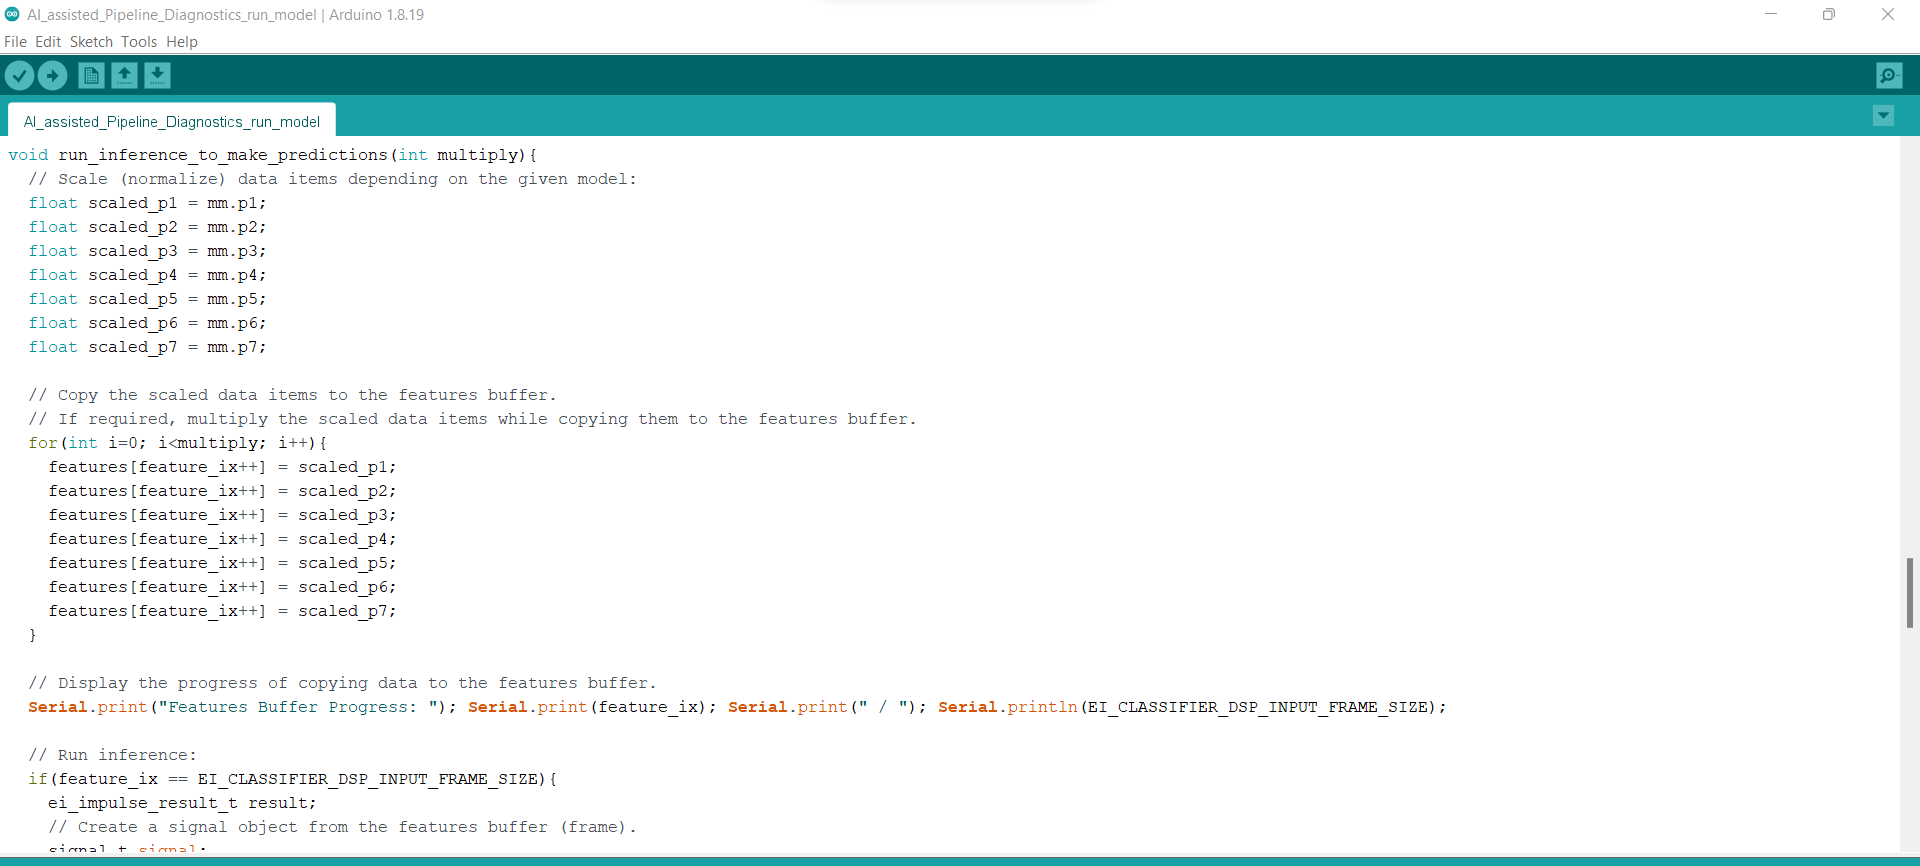 AI_assisted_Pipeline_Diagnostics_run_model | Arduino 1.8.19
File Edit Sketch Tools Help
AI_assisted_Pipeline_Diagnostics_run_model
void run_inference_to_make_predictions(int multiply){
  // Scale (normalize) data items depending on the given model:
  float scaled_p1 = mm.p1;
  float scaled_p2 = mm.p2;
  float scaled_p3 = mm.p3;
  float scaled_p4 = mm.p4;
  float scaled_p5 = mm.p5;
  float scaled_p6 = mm.p6;
  float scaled_p7 = mm.p7;
  // Copy the scaled data items to the features buffer.
  // If required, multiply the scaled data items while copying them to the features buffer.
  for(int i=0; i<multiply; i++){
    features[feature_ix++] = scaled_p1;
    features[feature_ix++] = scaled_p2;
    features[feature_ix++] = scaled_p3;
    features[feature_ix++] = scaled_p4;
    features[feature_ix++] = scaled_p5;
    features[feature_ix++] = scaled_p6;
    features[feature_ix++] = scaled_p7;
  }
  // Display the progress of copying data to the features buffer.
  Serial.print("Features Buffer Progress: "); Serial.print(feature_ix); Serial.print(" / "); Serial.println(EI_CLASSIFIER_DSP_INPUT_FRAME_SIZE);
  // Run inference:
  if(feature_ix == EI_CLASSIFIER_DSP_INPUT_FRAME_SIZE){
    ei_impulse_result_t result;
    // Create a signal object from the features buffer (frame).
    signal_t signal;